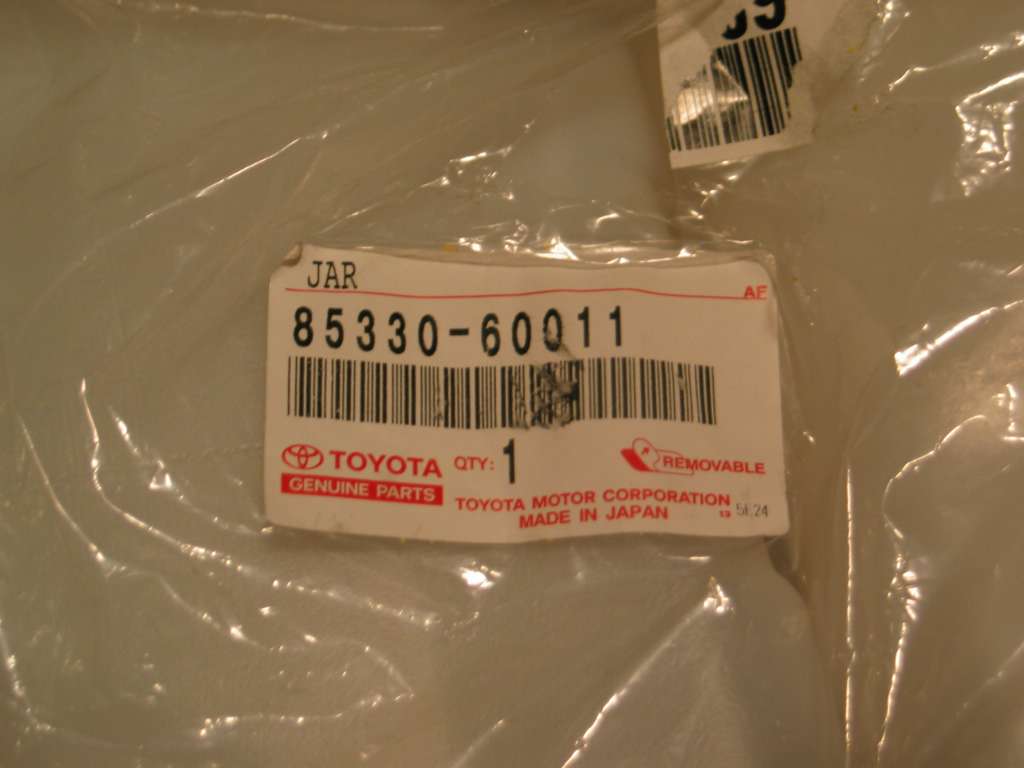 JAR
AF
85330-60011
TOYOTA
GENUINE PARTS
QTY: 1
REMOVABLE
TOYOTA MOTOR CORPORATION
MADE IN JAPAN